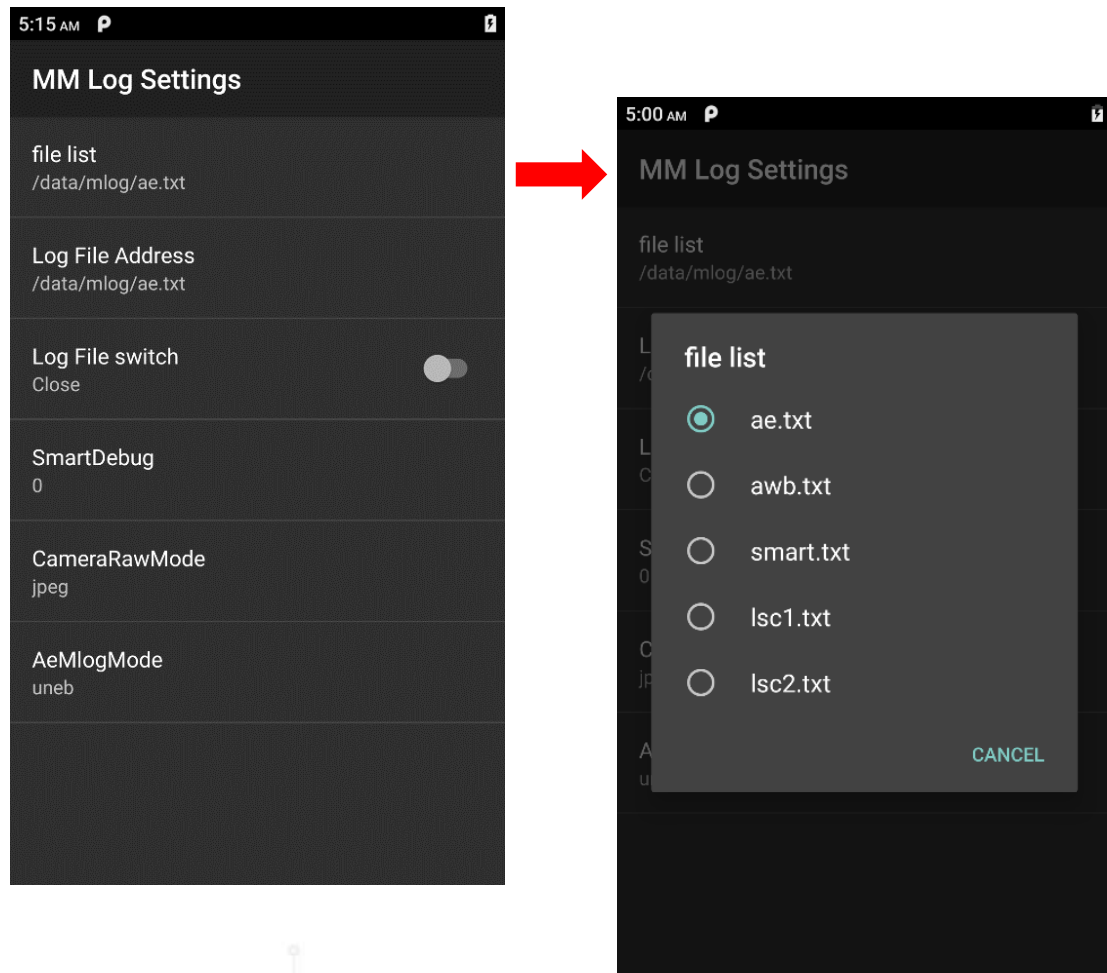 5:15 AM
MM Log Settings
file list
/data/mlog/ae.txt
Log File Address
/data/mlog/ae.txt
Log File switch
Close
SmartDebug
0
CameraRawMode
jpeg
AeMlogMode
uneb
5:00 AM
MM Log Settings
file list
/data/mlog/ae.txt
L
/d
L
C
S
0
C
jp
A
u
file list
ae.txt
awb.txt
smart.txt
lsc1.txt
lsc2.txt
CANCEL